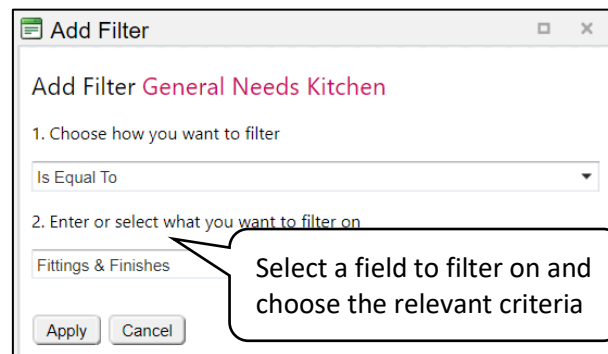 Add Filter
Add Filter General Needs Kitchen
1. Choose how you want to filter
Is Equal To
2. Enter or select what you want to filter on
Fittings & Finishes
Select a field to filter on and
choose the relevant criteria
Apply Cancel